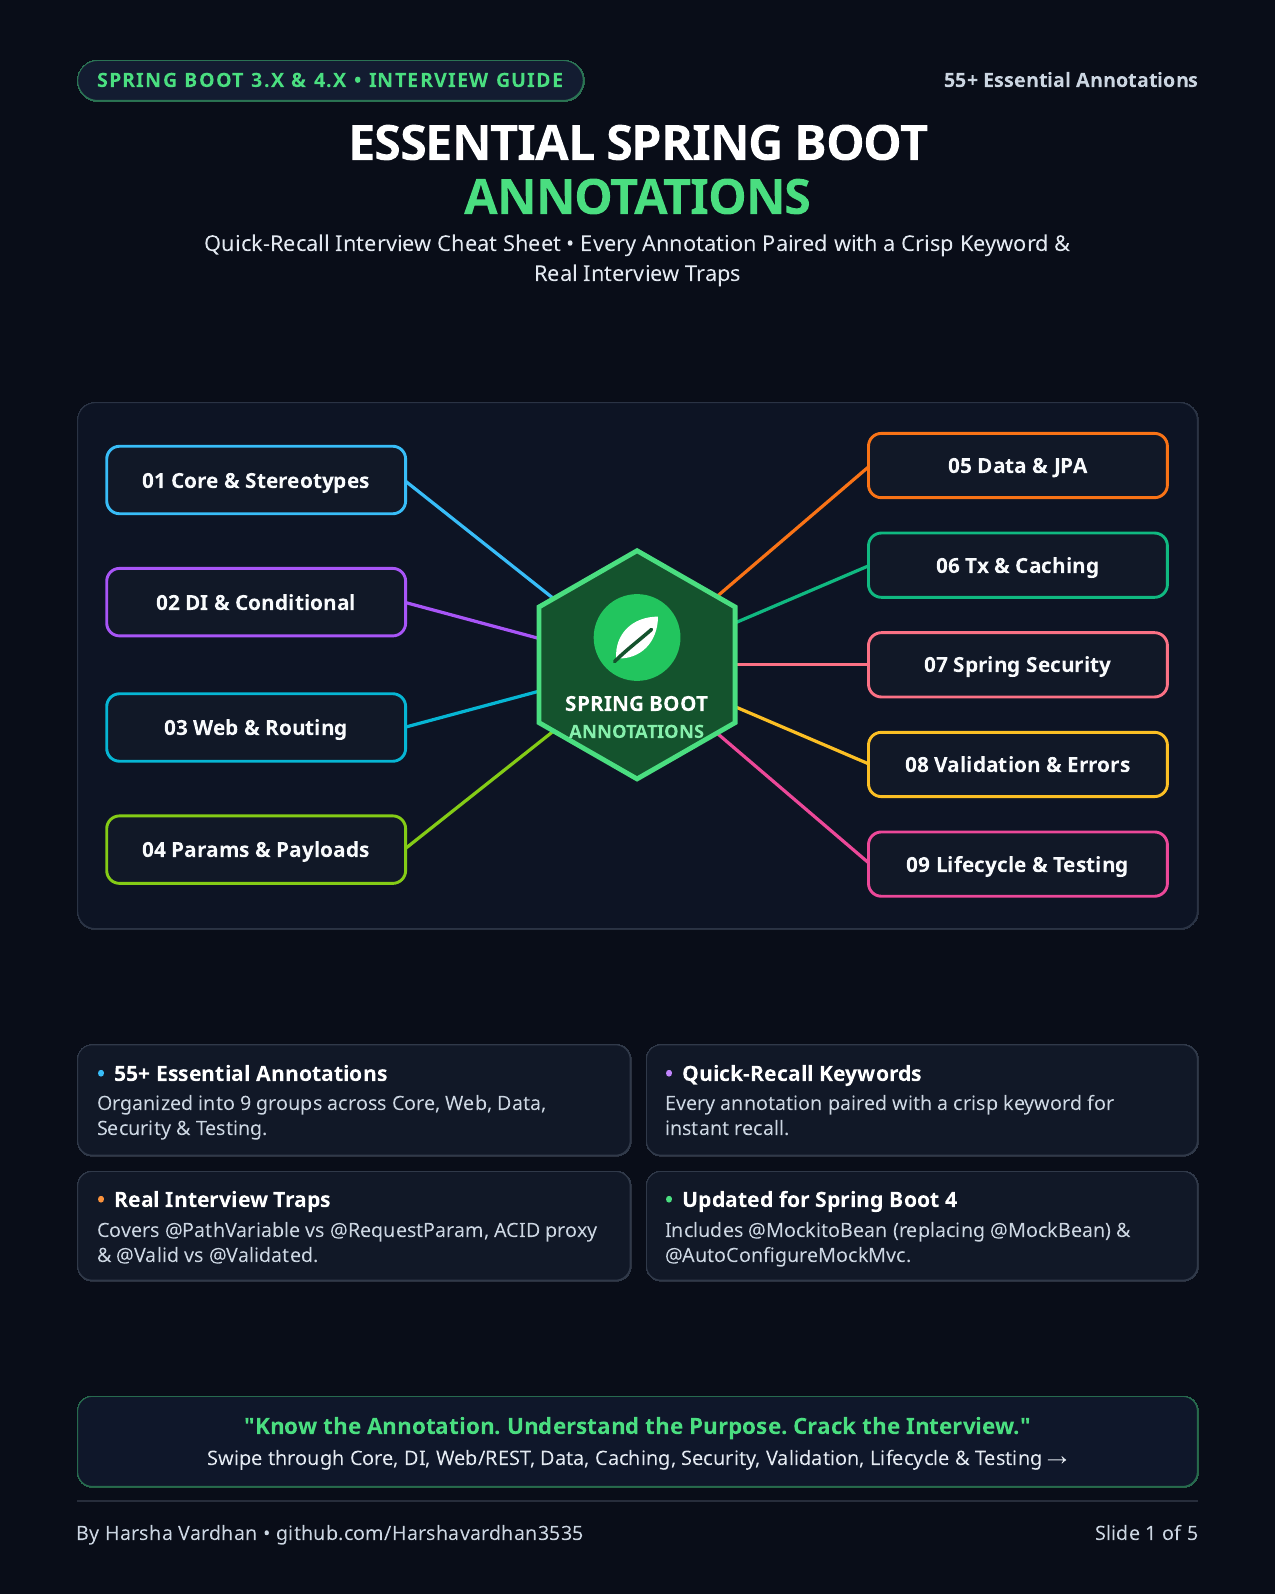 SPRING BOOT 3.X & 4.X • INTERVIEW GUIDE
55+ Essential Annotations
ESSENTIAL SPRING BOOT
ANNOTATIONS
Quick-Recall Interview Cheat Sheet • Every Annotation Paired with a Crisp Keyword &
Real Interview Traps
01 Core & Stereotypes
02 DI & Conditional
03 Web & Routing
04 Params & Payloads
SPRING BOOT
ANNOTATIONS
05 Data & JPA
06 Tx & Caching
07 Spring Security
08 Validation & Errors
09 Lifecycle & Testing
• 55+ Essential Annotations
Organized into 9 groups across Core, Web, Data,
Security & Testing.
• Quick-Recall Keywords
Every annotation paired with a crisp keyword for
instant recall.
• Real Interview Traps
Covers @PathVariable vs @RequestParam, ACID proxy
& @Valid vs @Validated.
• Updated for Spring Boot 4
Includes @MockitoBean (replacing @MockBean) &
@AutoConfigureMockMvc.
"Know the Annotation. Understand the Purpose. Crack the Interview."
Swipe through Core, DI, Web/REST, Data, Caching, Security, Validation, Lifecycle & Testing →
By Harsha Vardhan • github.com/Harshavardhan3535
Slide 1 of 5